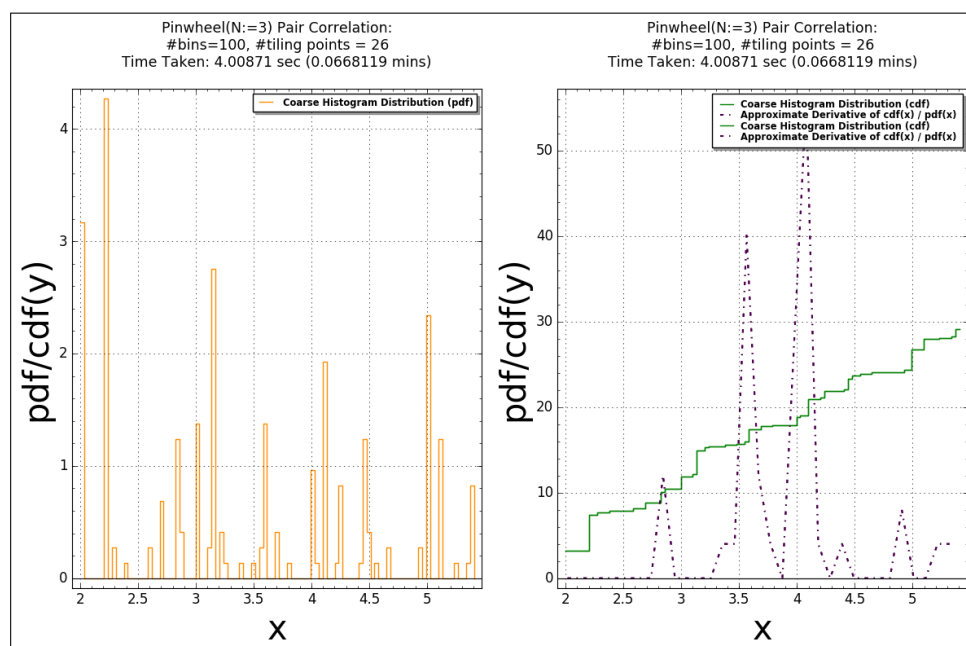 Pinwheel(N:=3) Pair Correlation:
#bins=100, #tiling points = 26
Time Taken: 4.00871 sec (0.0668119 mins)
Coarse Histogram Distribution (pdf)
pdf/cdf(y)
4
3
2
1
0
2 2.5 3 3.5 4 4.5 5
x
Pinwheel(N:=3) Pair Correlation:
#bins=100, #tiling points = 26
Time Taken: 4.00871 sec (0.0668119 mins)
Coarse Histogram Distribution (cdf)
Approximate Derivative of cdf(x) / pdf(x)
Coarse Histogram Distribution (cdf)
Approximate Derivative of cdf(x) / pdf(x)
pdf/cdf(y)
50
40
30
20
10
0
2 2.5 3 3.5 4 4.5 5
x